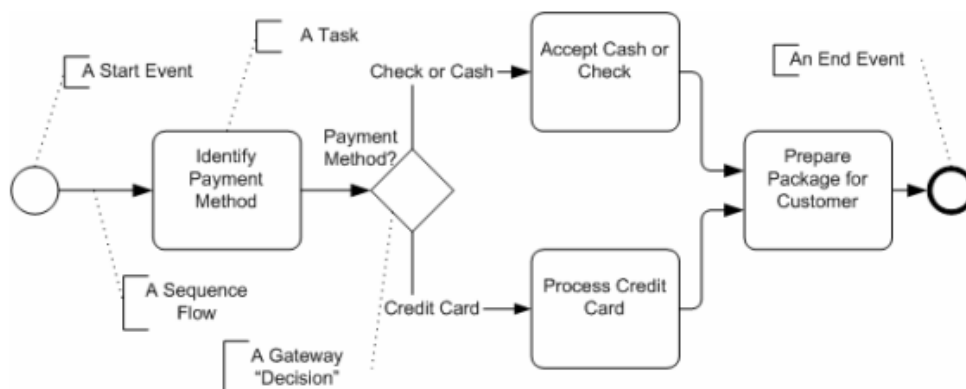 A Start Event
A Task
Check or Cash
Accept Cash or
Check
An End Event
Identify
Payment
Method
Payment
Method?
Prepare
Package for
Customer
A Sequence
Flow
Credit Card
Process Credit
Card
A Gateway
“Decision”